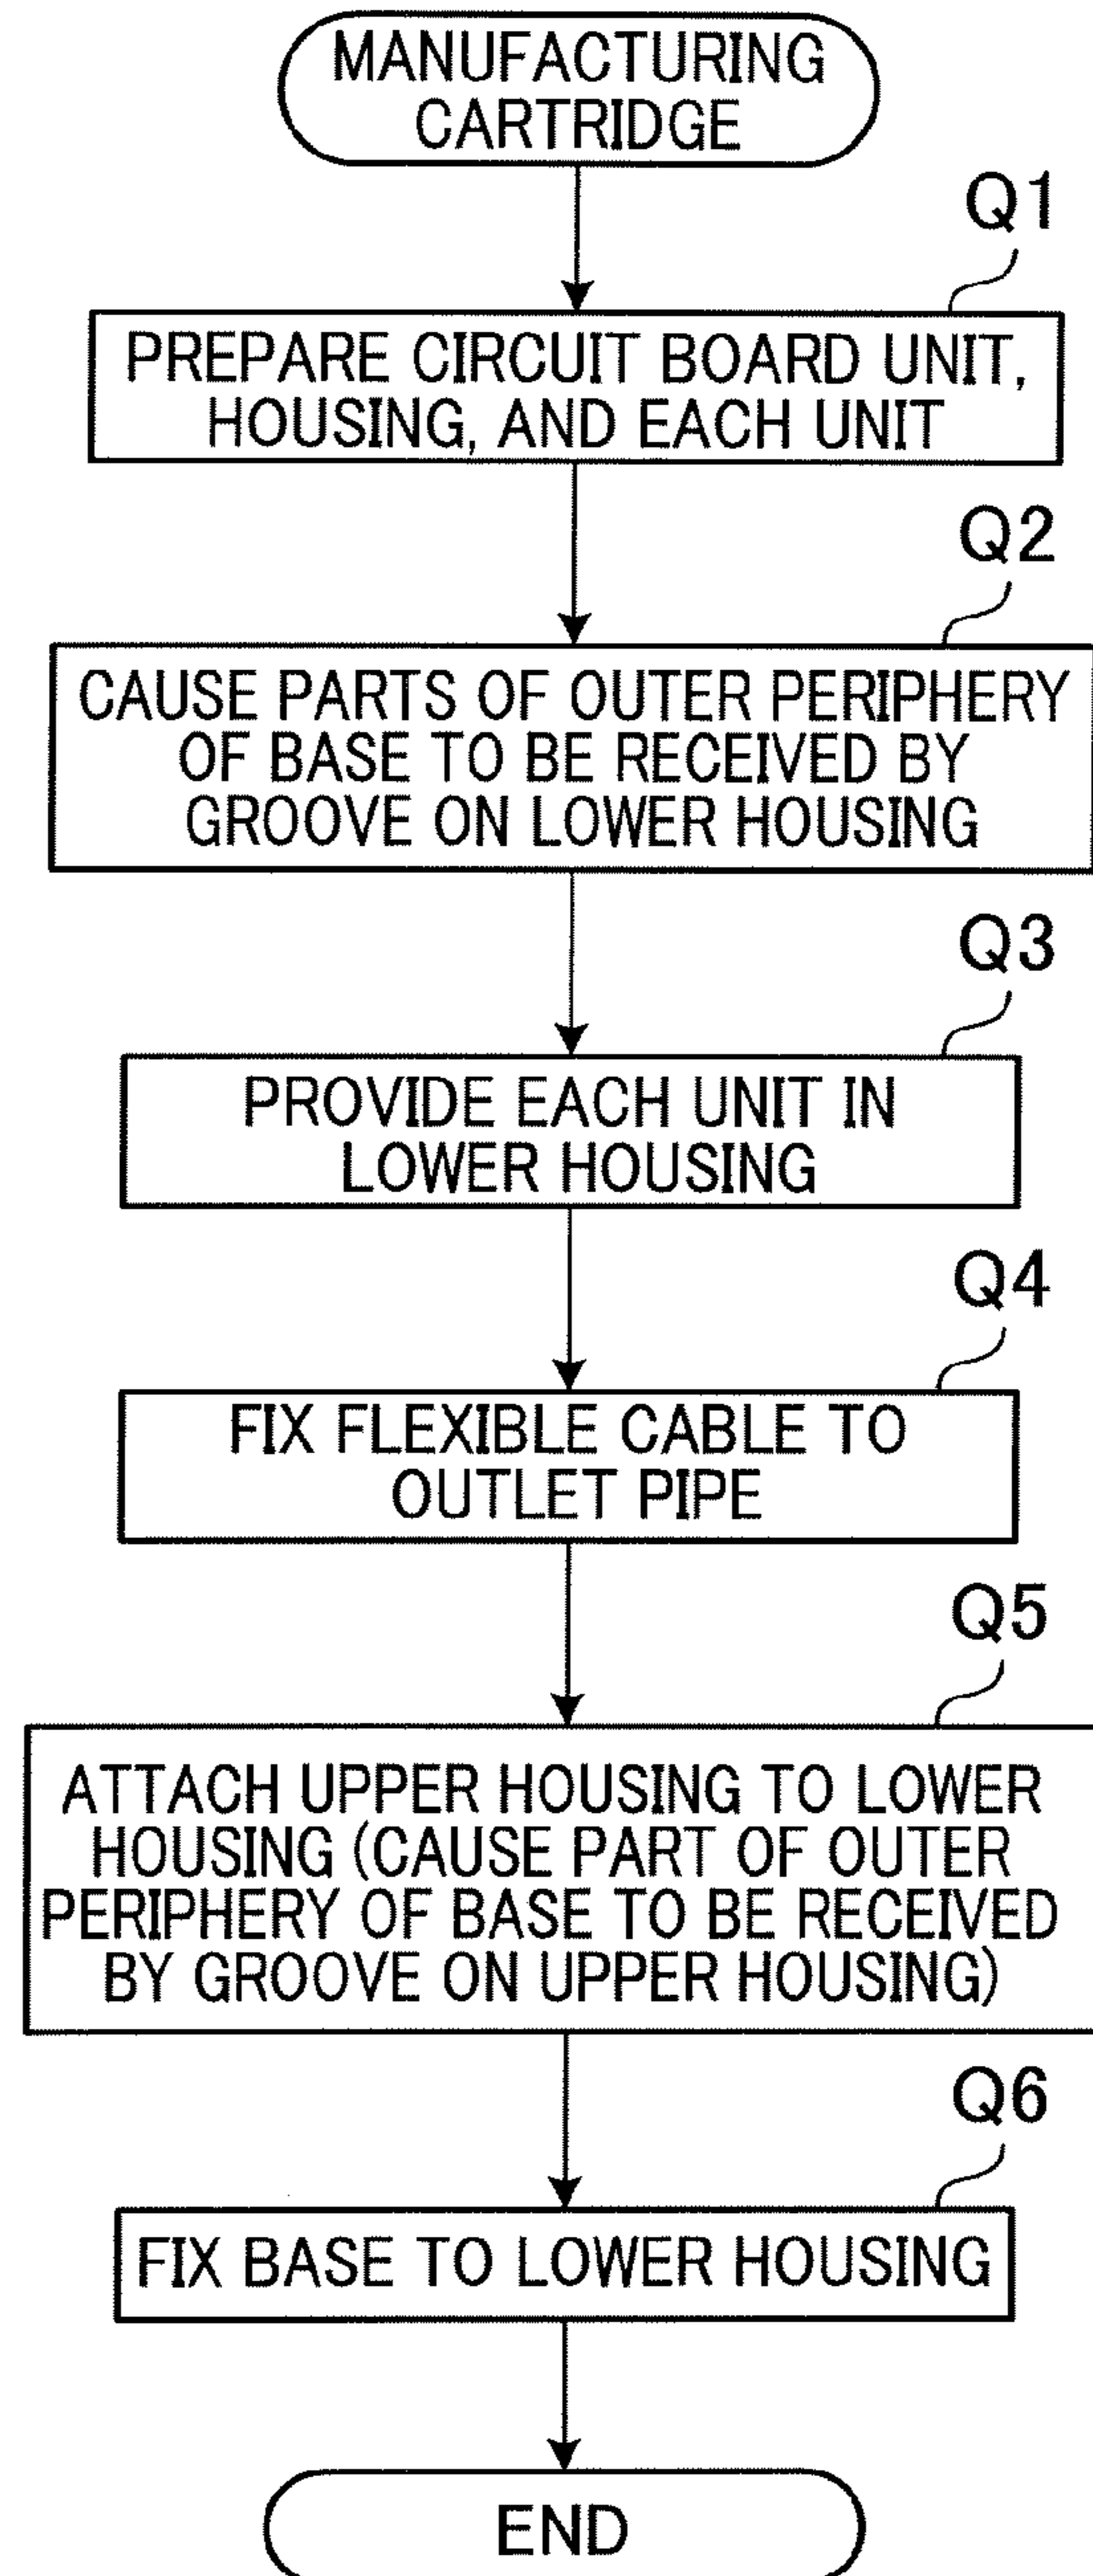 MANUFACTURING
CARTRIDGE
Q1
PREPARE CIRCUIT BOARD UNIT,
HOUSING, AND EACH UNIT
Q2
CAUSE PARTS OF OUTER PERIPHERY
OF BASE TO BE RECEIVED BY
GROOVE ON LOWER HOUSING
Q3
PROVIDE EACH UNIT IN
LOWER HOUSING
Q4
FIX FLEXIBLE CABLE TO
OUTLET PIPE
Q5
ATTACH UPPER HOUSING TO LOWER
HOUSING (CAUSE PART OF OUTER
PERIPHERY OF BASE TO BE RECEIVED
BY GROOVE ON UPPER HOUSING)
Q6
FIX BASE TO LOWER HOUSING
END